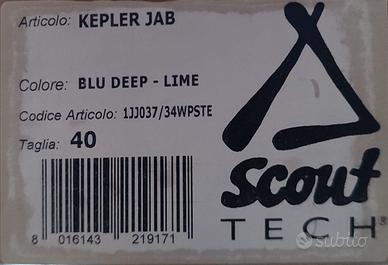 Articolo: KEPLER JAB
Colore: BLU DEEP - LIME
Codice Articolo: 1JJ037/34WPSTE
Taglia: 40
8 016143 219171
scout
TECH®
subito